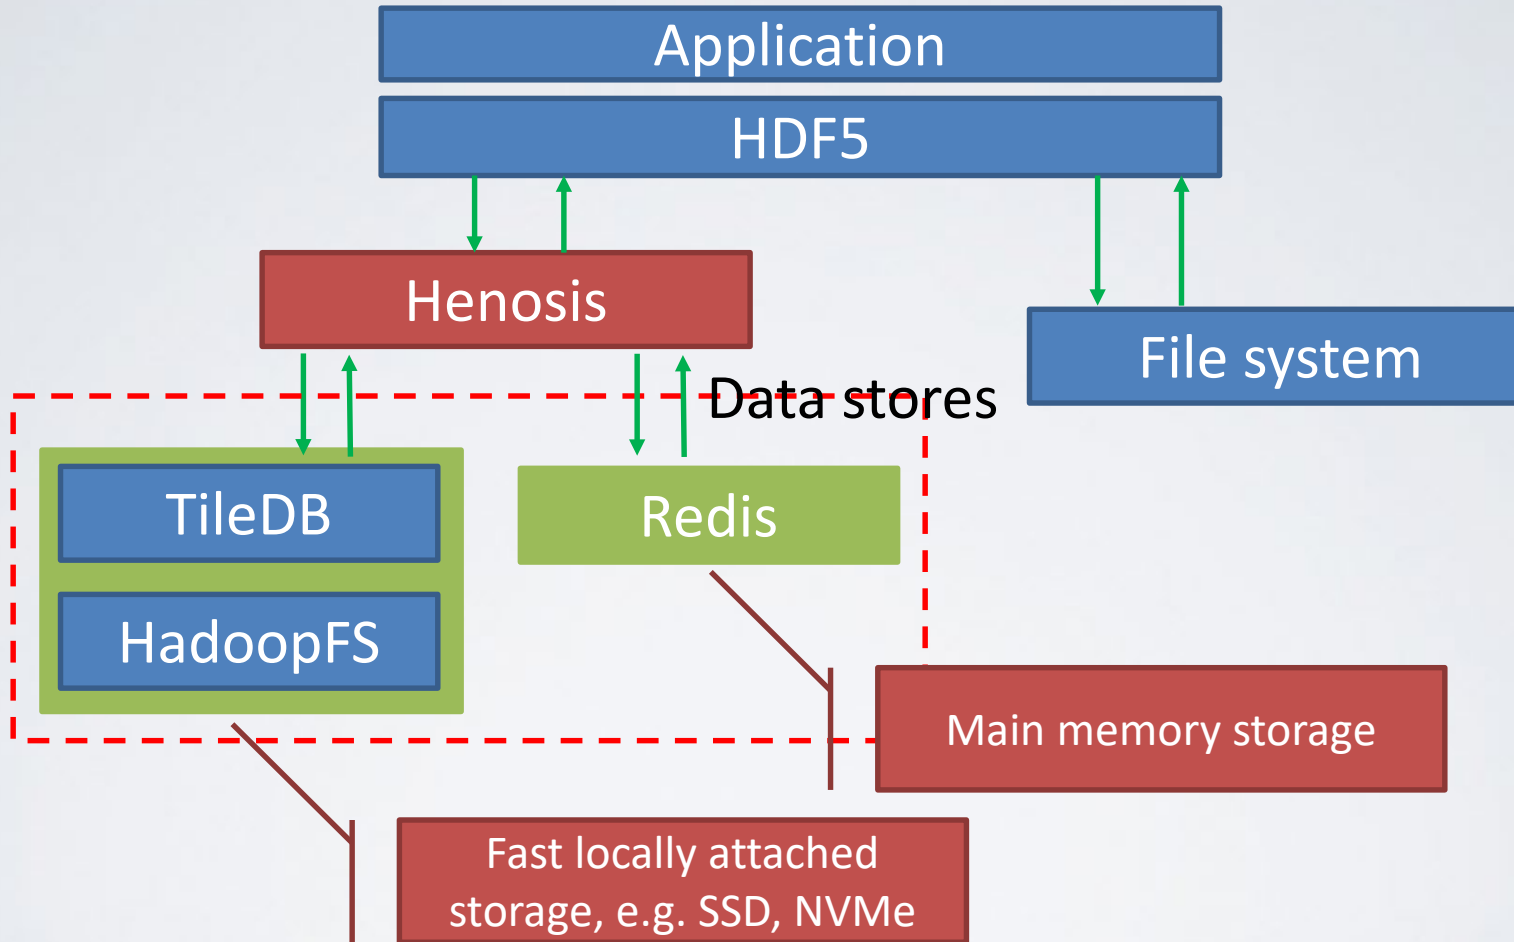 Application
HDF5
Henosis
File system
Data stores
TileDB
Redis
HadoopFS
Main memory storage
Fast locally attached
storage, e.g. SSD, NVMe